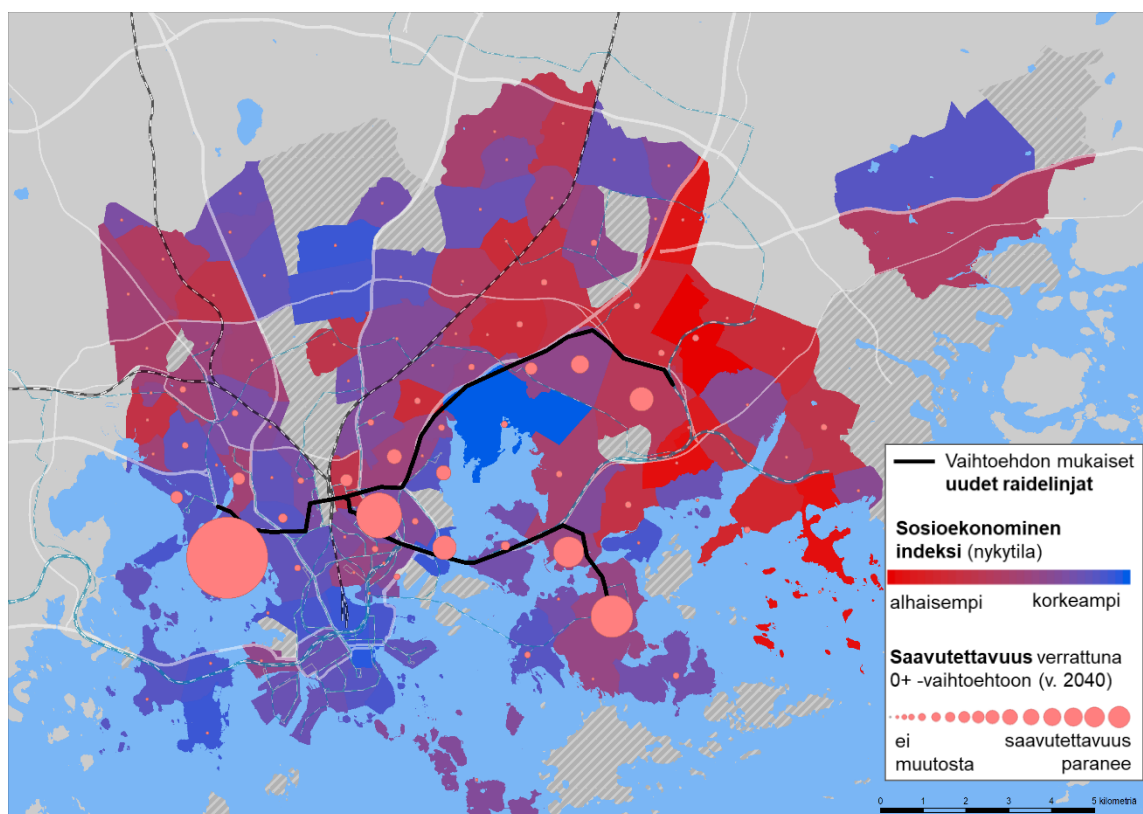 Vaihtoehdon mukaiset
uudet raidelinjat
Sosioekonominen
indeksi (nykytila)
alhaisempi korkeampi
Saavutettavuus verrattuna
0+ -vaihtoehtoon (v. 2040)
ei saavutettavuus
muutosta paranee
0 1 2 3 4 5 kilometriä